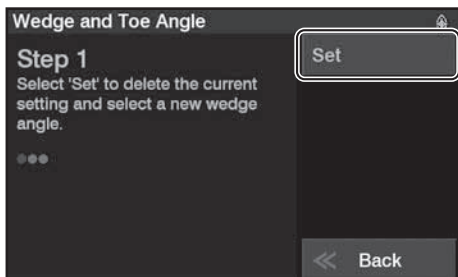 Wedge and Toe Angle
Step 1
Select 'Set' to delete the current
setting and select a new wedge
angle.
Set
Back